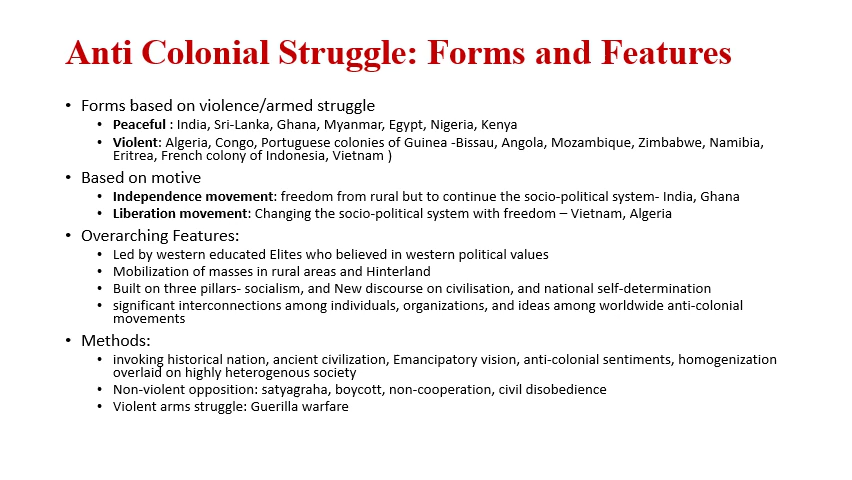 Anti Colonial Struggle: Forms and Features
• Forms based on violence/armed struggle
• Peaceful : India, Sri-Lanka, Ghana, Myanmar, Egypt, Nigeria, Kenya
• Violent: Algeria, Congo, Portuguese colonies of Guinea -Bissau, Angola, Mozambique, Zimbabwe, Namibia,
Eritrea, French colony of Indonesia, Vietnam )
• Based on motive
• Independence movement: freedom from rural but to continue the socio-political system- India, Ghana
• Liberation movement: Changing the socio-political system with freedom – Vietnam, Algeria
• Overarching Features:
• Led by western educated Elites who believed in western political values
• Mobilization of masses in rural areas and Hinterland
• Built on three pillars- socialism, and New discourse on civilisation, and national self-determination
• significant interconnections among individuals, organizations, and ideas among worldwide anti-colonial
movements
• Methods:
• invoking historical nation, ancient civilization, Emancipatory vision, anti-colonial sentiments, homogenization
overlaid on highly heterogenous society
• Non-violent opposition: satyagraha, boycott, non-cooperation, civil disobedience
• Violent arms struggle: Guerilla warfare